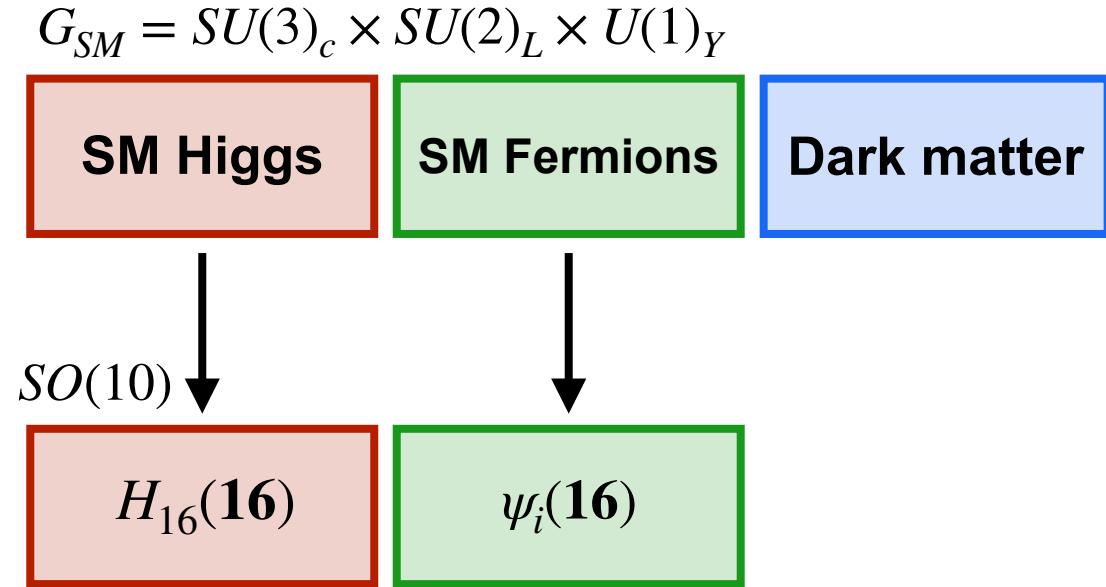 G_{SM} = SU(3)_c × SU(2)_L × U(1)_Y
SM Higgs
SM Fermions
Dark matter
SO(10)
H_{16}(16)
ψ_i(16)